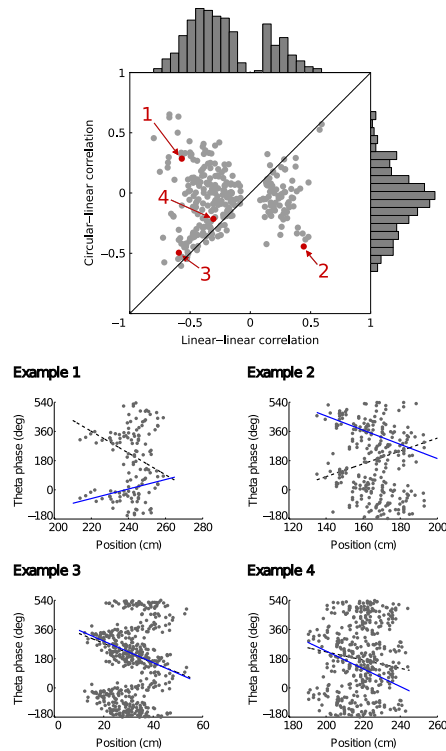 1
0.5
0
−0.5
−1
Circular−linear correlation
1
4
3
2
−1 −0.5 0 0.5 1
Linear−linear correlation
Example 1
540
360
180
0
−180
Theta phase (deg)
200 220 240 260 280
Position (cm)
Example 2
540
360
180
0
−180
Theta phase (deg)
120 140 160 180 200
Position (cm)
Example 3
540
360
180
0
−180
Theta phase (deg)
0 20 40 60
Position (cm)
Example 4
540
360
180
0
−180
Theta phase (deg)
180 200 220 240 260
Position (cm)